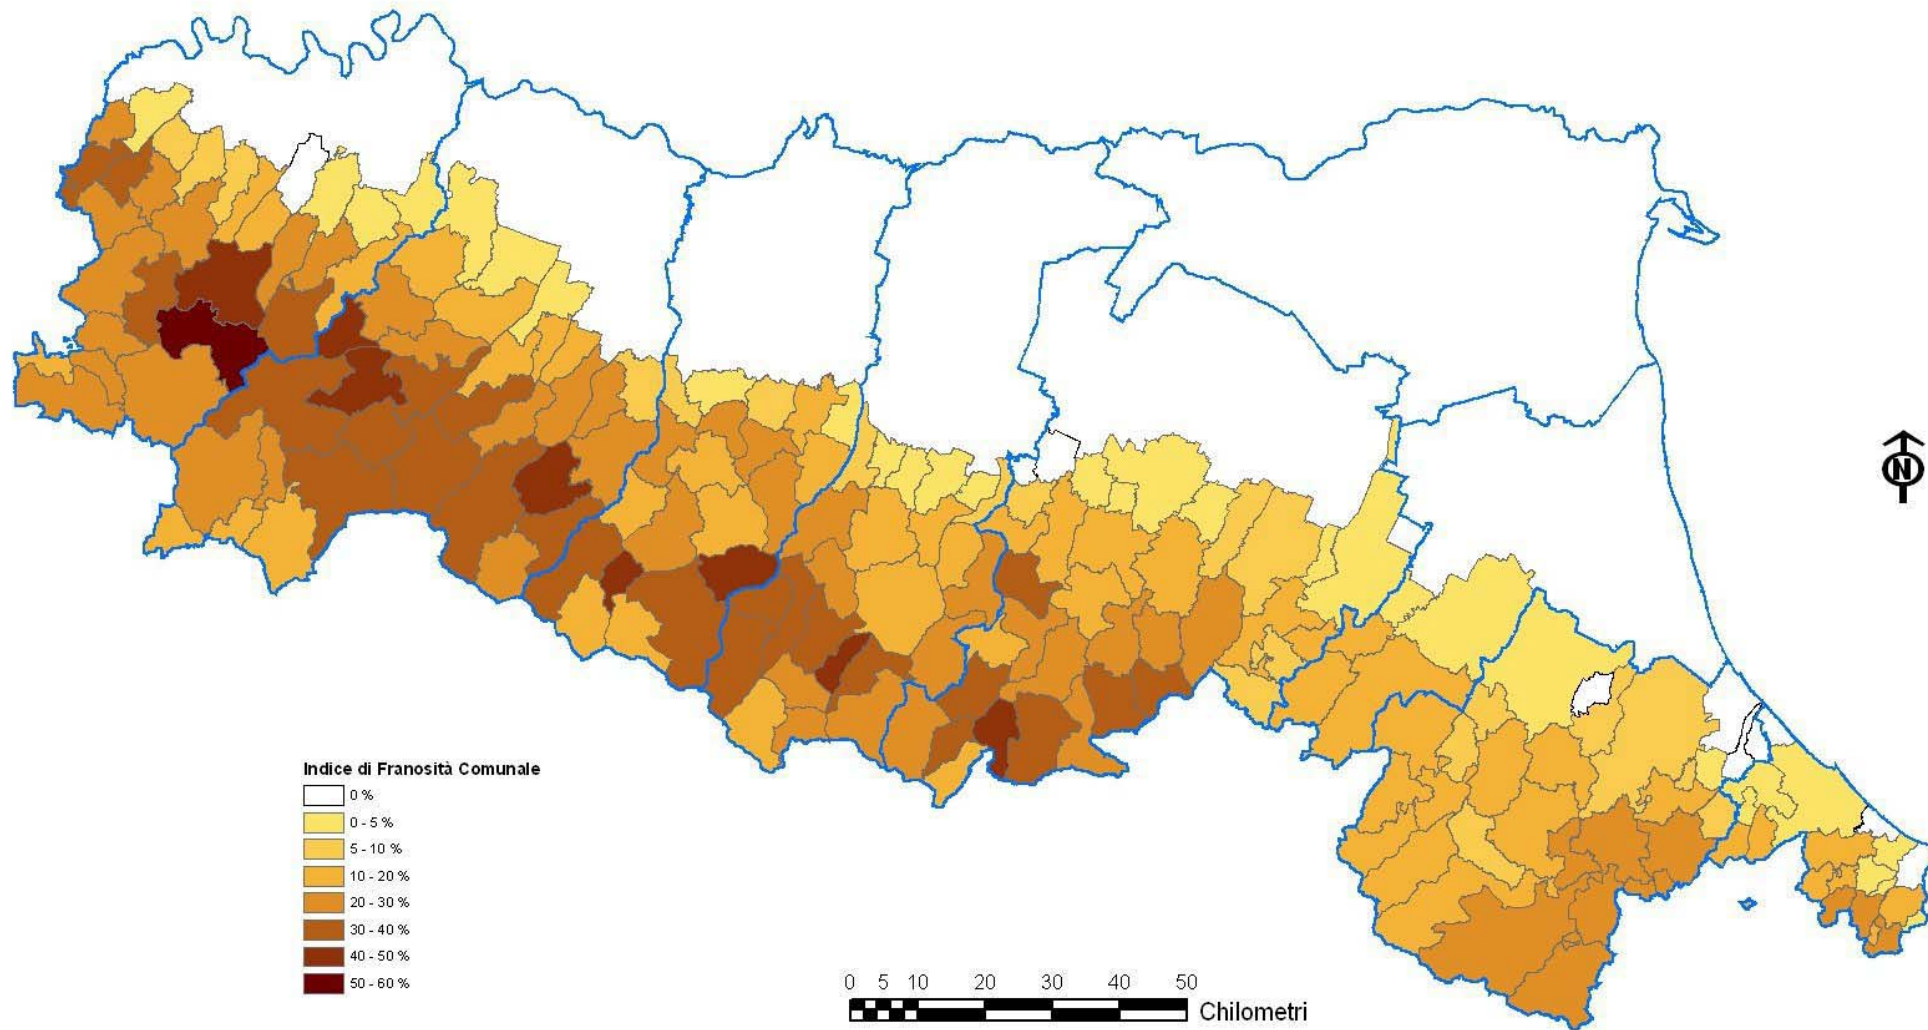 N
Indice di Franosità Comunale
0 %
0 - 5 %
5 - 10 %
10 - 20 %
20 - 30 %
30 - 40 %
40 - 50 %
50 - 60 %
0 5 10 20 30 40 50
Chilometri